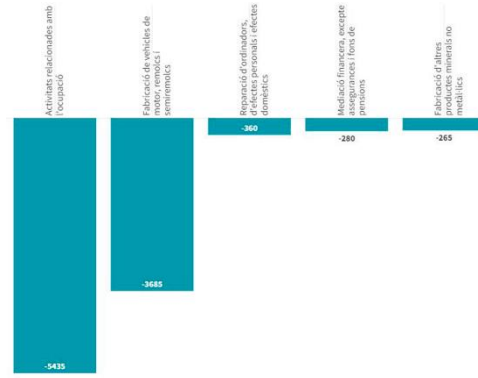 Activitats relacionades amb
l'ocupació
Fabricació de vehicles de
motor, remolcs i
semiremolcs
Reparació d'ordinadors,
d'efectes personals i efectes
domèstics
Mediació financera, excepte
assegurances i fons de
pensions
Fabricació d'altres
productes minerals no
metàl·lics
-360
-280
-265
-3685
-5435